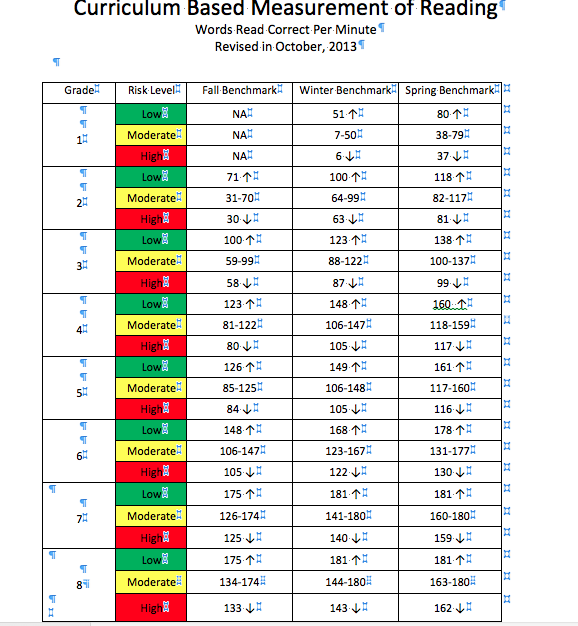 Curriculum Based Measurement of Reading
Words Read Correct Per Minute
Revised in October, 2013
Grade Risk Level Fall Benchmark Winter Benchmark Spring Benchmark
Low NA 51 ↑ 80 ↑
1 Moderate NA 7-50 38-79
High NA 6 ↓ 37 ↓
Low 71 ↑ 100 ↑ 118 ↑
2 Moderate 31-70 64-99 82-117
High 30 ↓ 63 ↓ 81 ↓
Low 100 ↑ 123 ↑ 138 ↑
3 Moderate 59-99 88-122 100-137
High 58 ↓ 87 ↓ 99 ↓
Low 123 ↑ 148 ↑ 160 ↑
4 Moderate 81-122 106-147 118-159
High 80 ↓ 105 ↓ 117 ↓
Low 126 ↑ 149 ↑ 161 ↑
5 Moderate 85-125 106-148 117-160
High 84 ↓ 105 ↓ 116 ↓
Low 148 ↑ 168 ↑ 178 ↑
6 Moderate 106-147 123-167 131-177
High 105 ↓ 122 ↓ 130 ↓
Low 175 ↑ 181 ↑ 181 ↑
7 Moderate 126-174 141-180 160-180
High 125 ↓ 140 ↓ 159 ↓
Low 175 ↑ 181 ↑ 181 ↑
8 Moderate 134-174 144-180 163-180
High 133 ↓ 143 ↓ 162 ↓